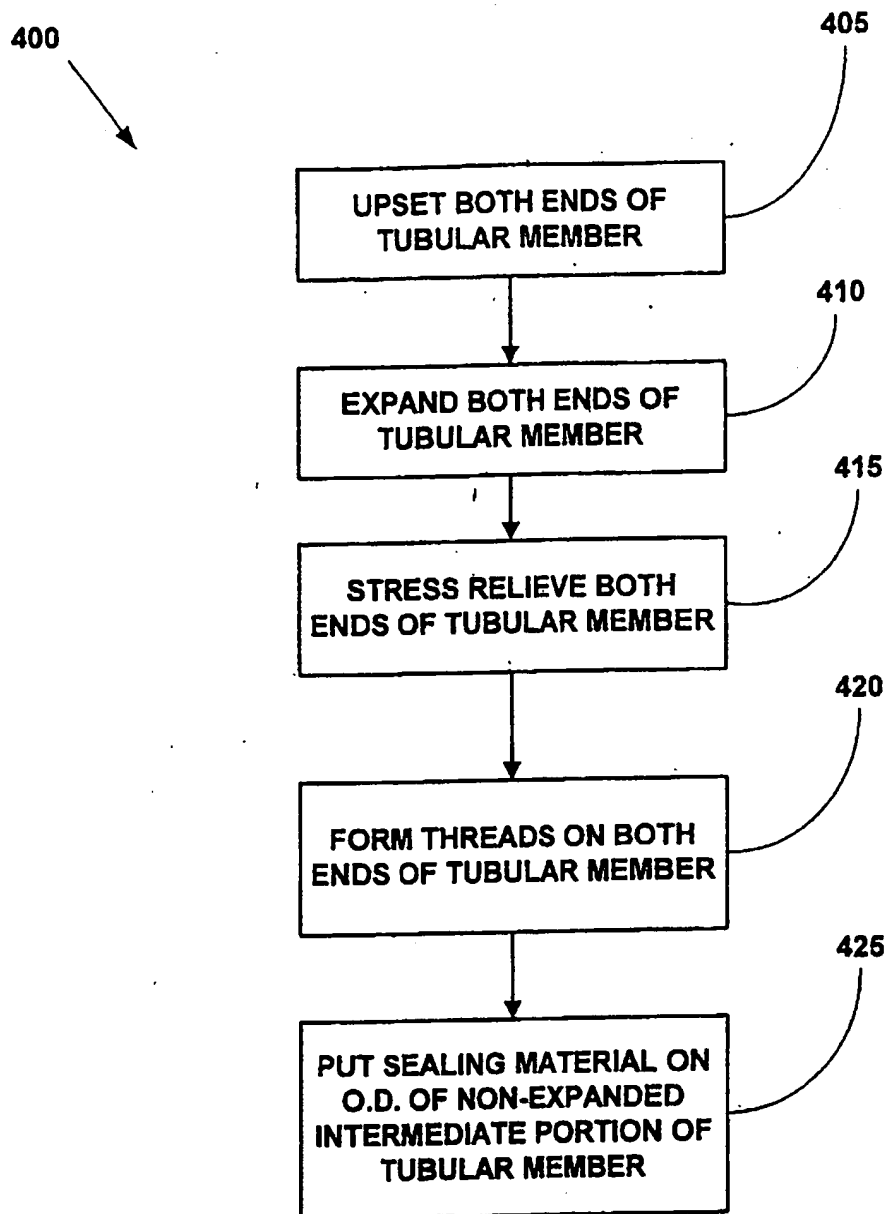 400
405
UPSET BOTH ENDS OF
TUBULAR MEMBER
410
EXPAND BOTH ENDS OF
TUBULAR MEMBER
415
STRESS RELIEVE BOTH
ENDS OF TUBULAR MEMBER
420
FORM THREADS ON BOTH
ENDS OF TUBULAR MEMBER
425
PUT SEALING MATERIAL ON
O.D. OF NON-EXPANDED
INTERMEDIATE PORTION OF
TUBULAR MEMBER